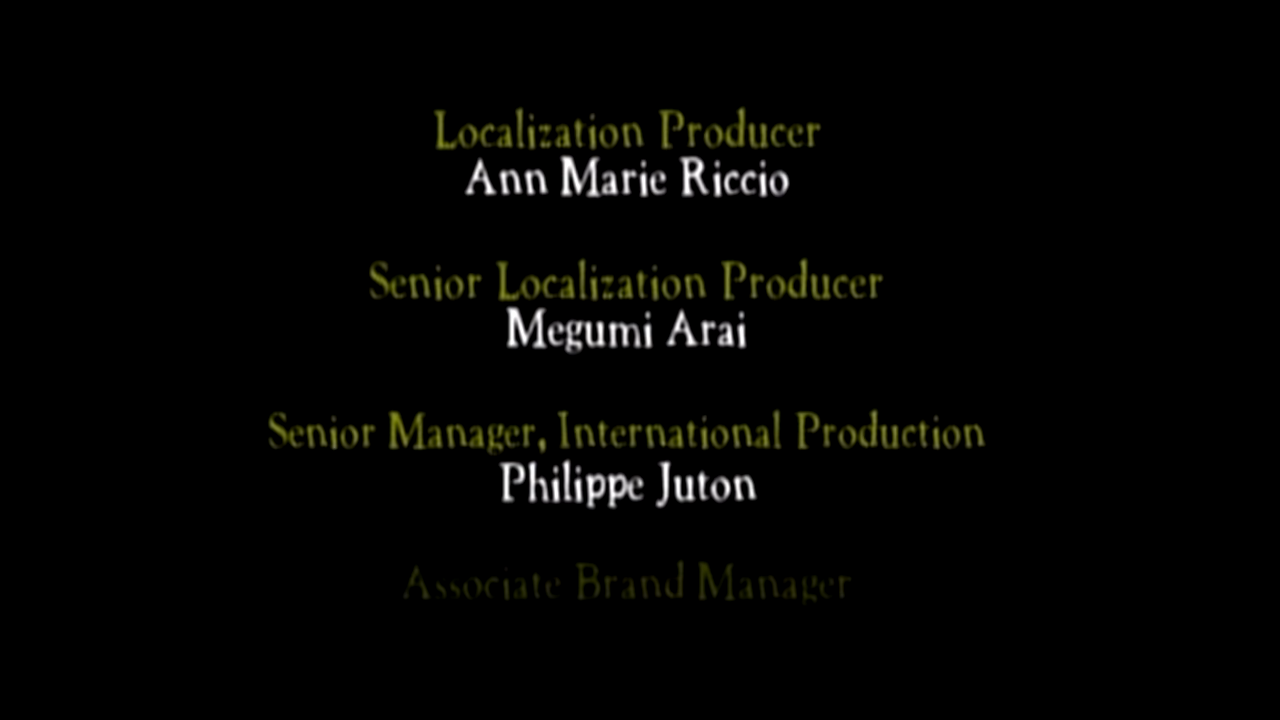 Localization Producer
Ann Marie Riccio
Senior Localization Producer
Megumi Arai
Senior Manager, International Production
Philippe Juton
Associate Brand Manager